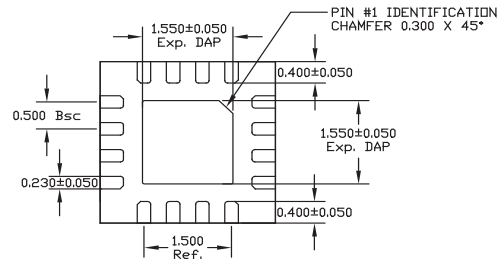 PIN #1 IDENTIFICATION
CHAMFER 0.300 X 45°
1.550±0.050
Exp. DAP
0.400±0.050
0.500 Bsc
1.550±0.050
Exp. DAP
0.230±0.050
0.400±0.050
1.500
Ref.